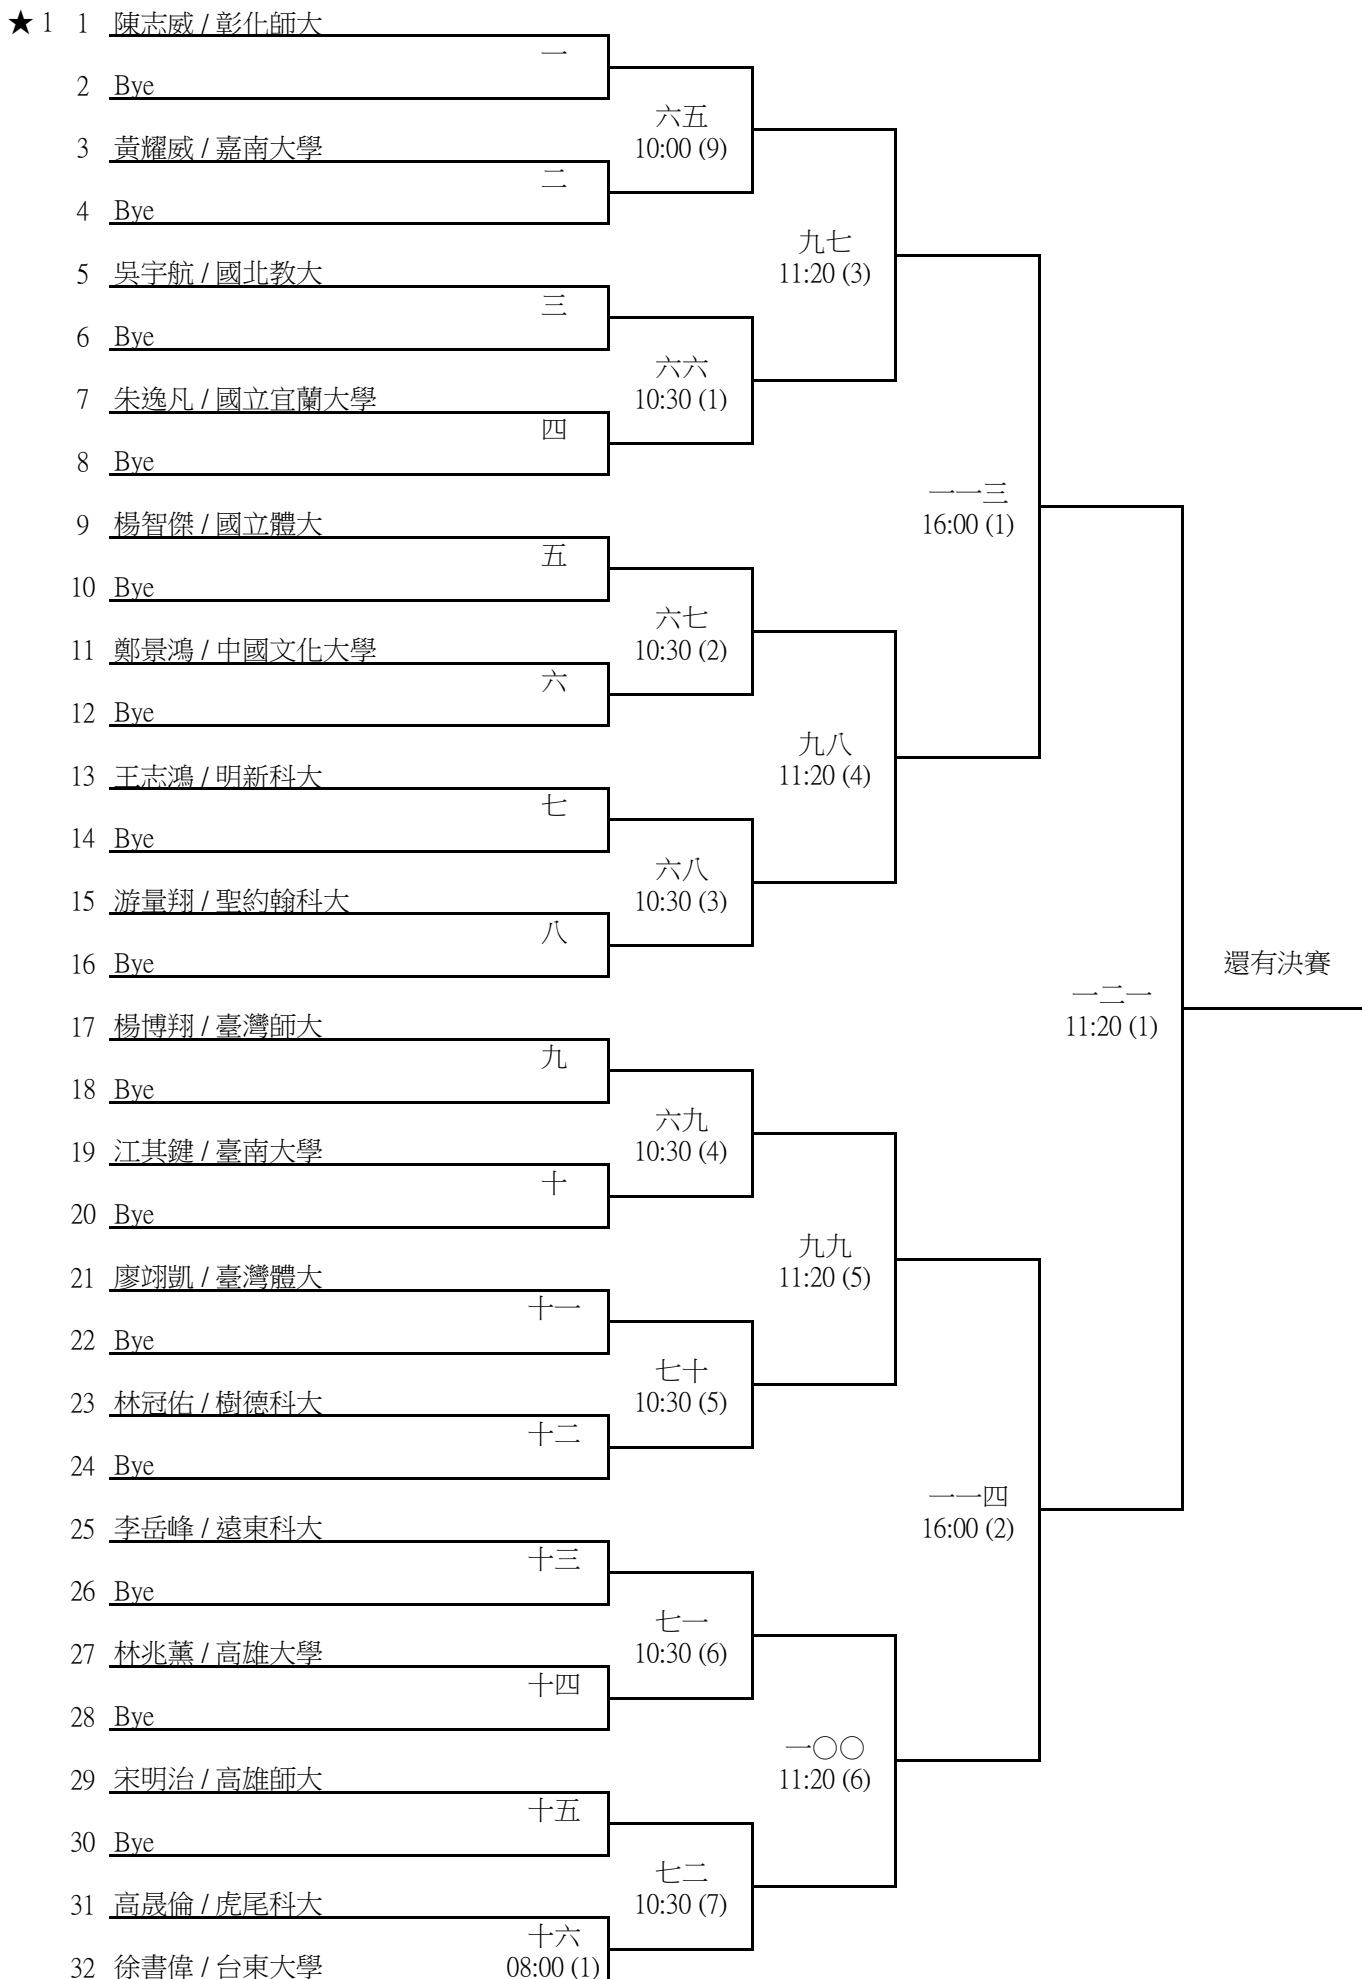 ★ 1 1 陳志威 / 彰化師大
一
2 Bye
六五
10:00 (9)
3 黃耀威 / 嘉南大學
二
4 Bye
九七
11:20 (3)
5 吳宇航 / 國北教大
三
6 Bye
六六
10:30 (1)
7 朱逸凡 / 國立宜蘭大學
四
8 Bye
一一三
16:00 (1)
9 楊智傑 / 國立體大
五
10 Bye
六七
10:30 (2)
11 鄭景鴻 / 中國文化大學
六
12 Bye
九八
11:20 (4)
13 王志鴻 / 明新科大
七
14 Bye
六八
10:30 (3)
15 游量翔 / 聖約翰科大
八
16 Bye
還有決賽
一二一
11:20 (1)
17 楊博翔 / 臺灣師大
九
18 Bye
六九
10:30 (4)
19 江其鍵 / 臺南大學
十
20 Bye
九九
11:20 (5)
21 廖翊凱 / 臺灣體大
十一
22 Bye
七十
10:30 (5)
23 林冠佑 / 樹德科大
十二
24 Bye
一一四
16:00 (2)
25 李岳峰 / 遠東科大
十三
26 Bye
七一
10:30 (6)
27 林兆薰 / 高雄大學
十四
28 Bye
一〇〇
11:20 (6)
29 宋明治 / 高雄師大
十五
30 Bye
七二
10:30 (7)
31 高晟倫 / 虎尾科大
十六
08:00 (1)
32 徐書偉 / 台東大學